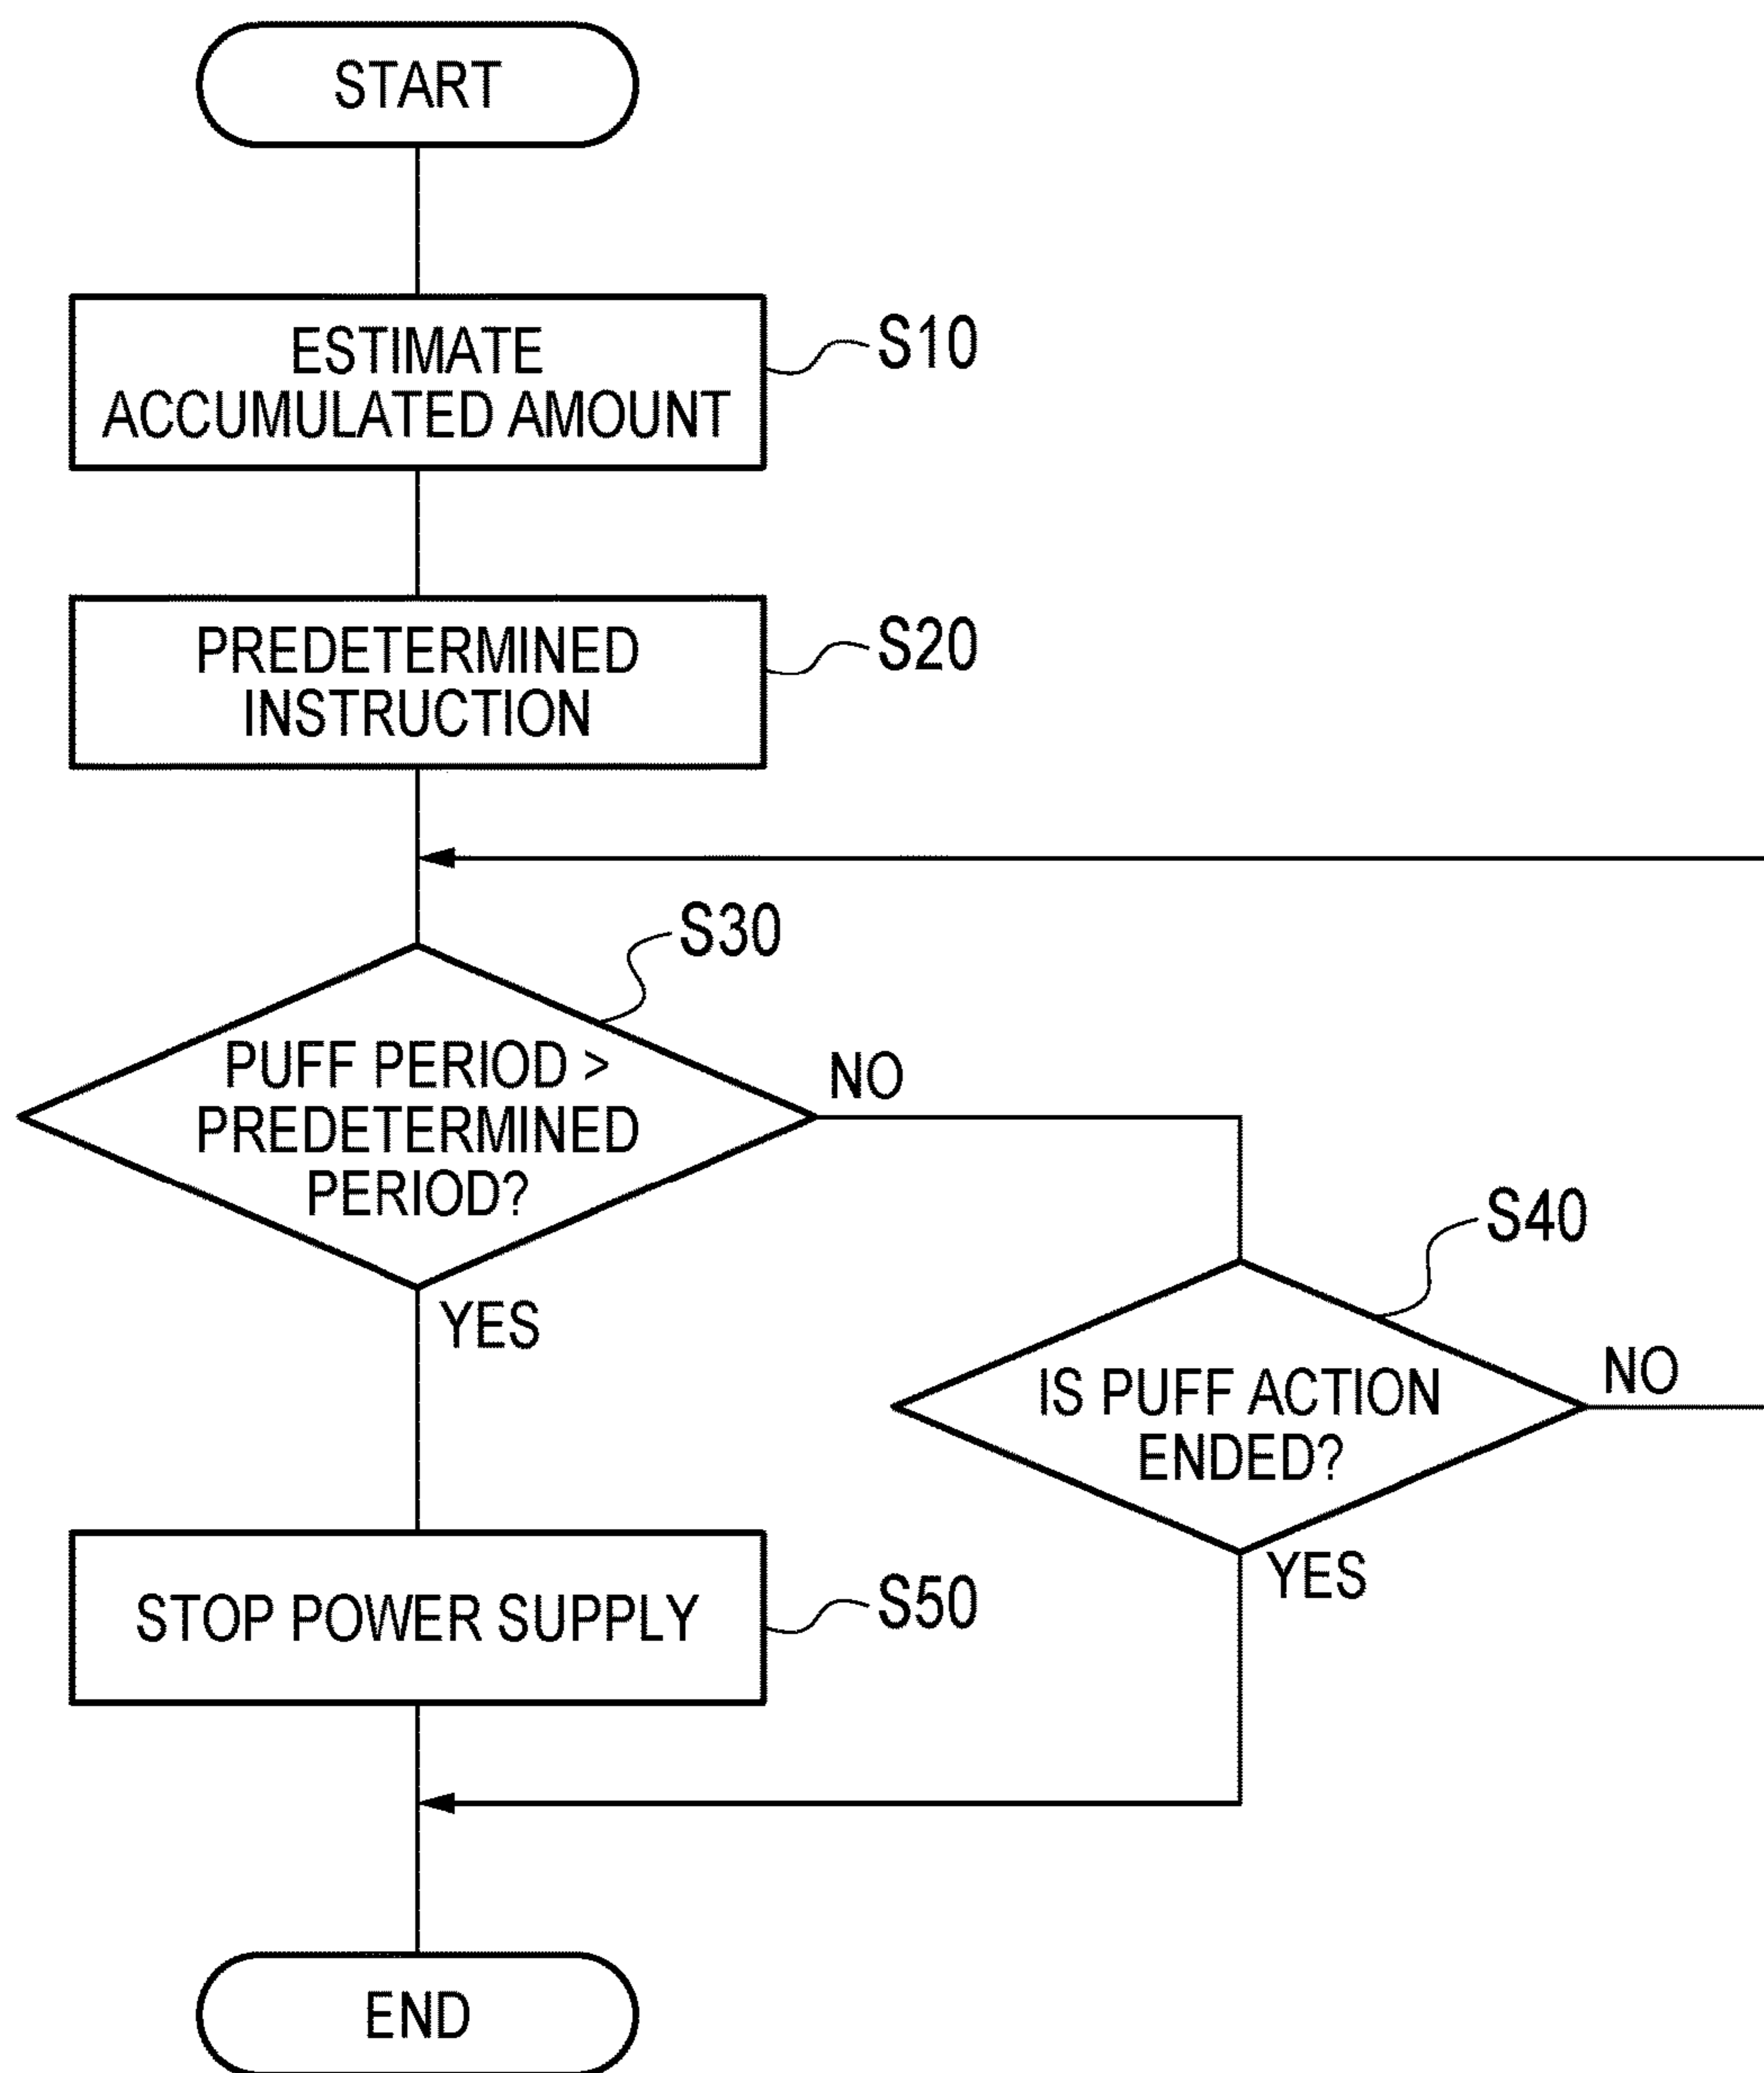 START
ESTIMATE
ACCUMULATED AMOUNT
S10
PREDETERMINED
INSTRUCTION
S20
S30
PUFF PERIOD >
PREDETERMINED
PERIOD?
NO
YES
S40
IS PUFF ACTION
ENDED?
NO
YES
STOP POWER SUPPLY
S50
END